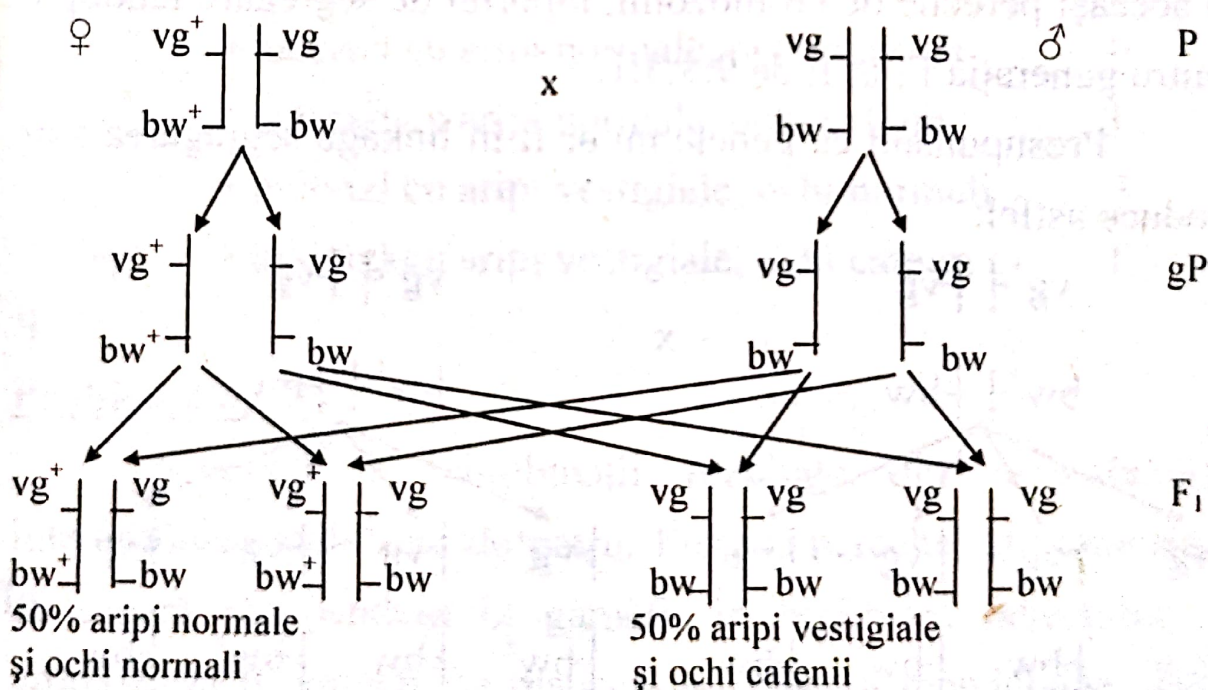 ♀ vg⁺ vg x vg vg ♂ P
bw⁺ bw bw bw
vg⁺ vg vg vg gP
bw⁺ bw bw bw
vg⁺ vg vg⁺ vg vg vg vg vg F₁
bw⁺ bw bw⁺ bw bw bw bw bw
50% aripi normale 50% aripi vestigiale
şi ochi normali şi ochi cafenii